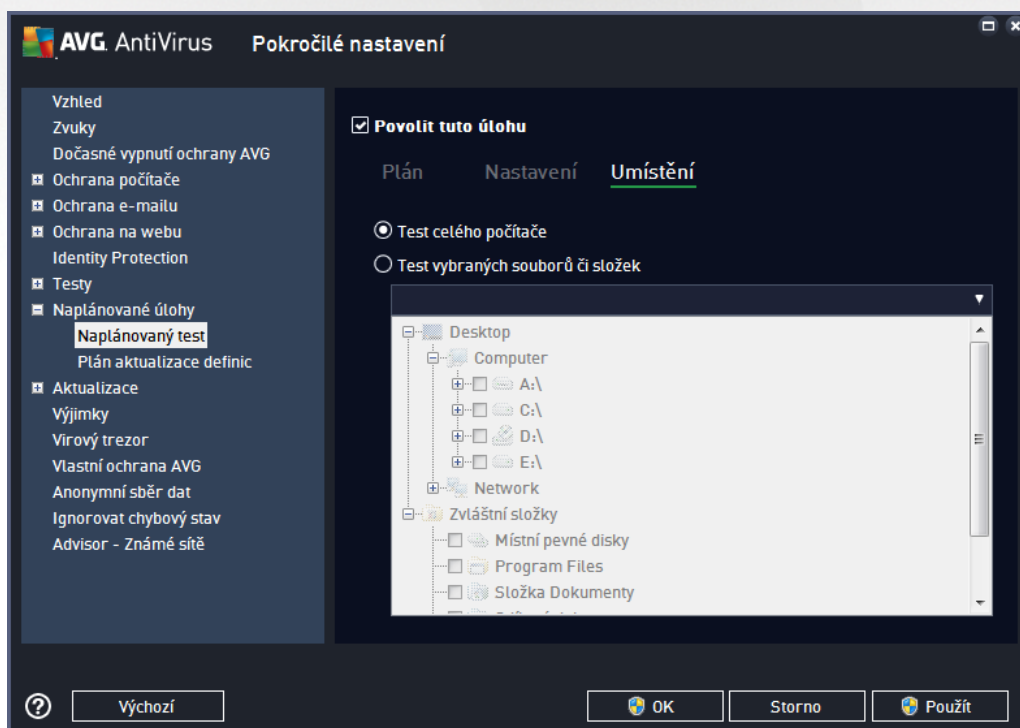 AVG. AntiVirus Pokročilé nastavení
Vzhled
Zvuky
Dočasné vypnutí ochrany AVG
Ochrana počítače
Ochrana e-mailu
Ochrana na webu
Identity Protection
Testy
Naplánované úlohy
Naplánovaný test
Plán aktualizace definic
Aktualizace
Výjimky
Virový trezor
Vlastní ochrana AVG
Anonymní sběr dat
Ignorovat chybový stav
Advisor - Známé sítě
Povolit tuto úlohu
Plán Nastavení Umístění
Test celého počítače
Test vybraných souborů či složek
Desktop
Computer
A:\
C:\
D:\
E:\
Network
Zvláštní složky
Místní pevné disky
Program Files
Složka Dokumenty
Výchozí OK Storno Použít